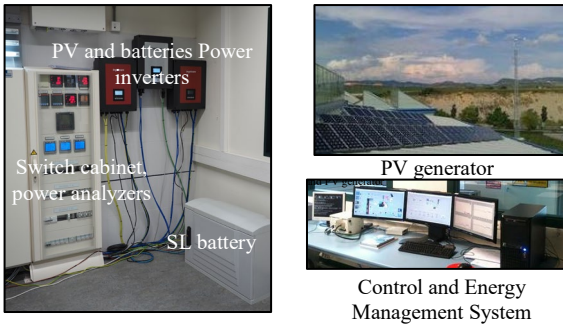 PV and batteries Power
inverters
Switch cabinet,
power analyzers
SL battery
PV generator
Control and Energy
Management System